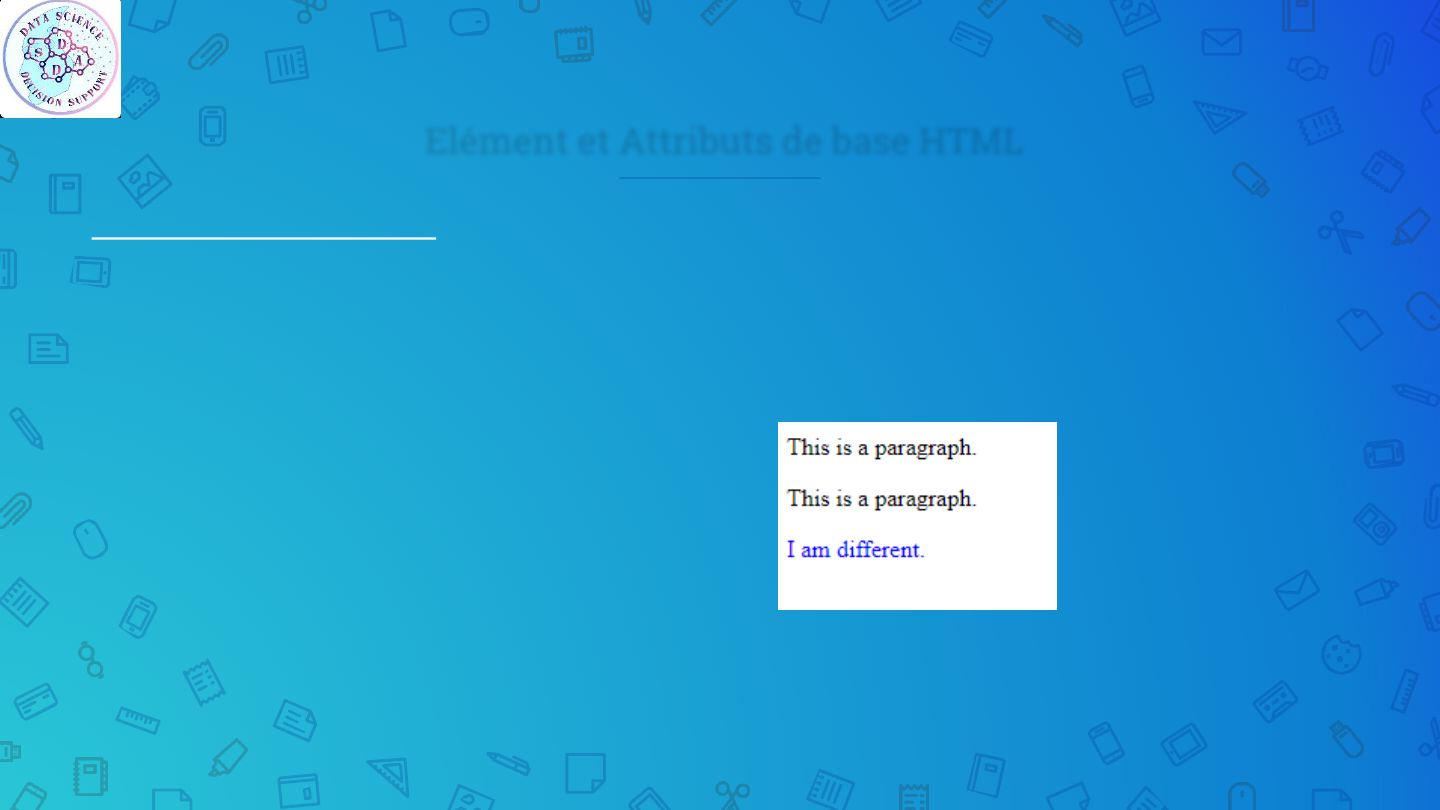 DATA SCIENCE
S D
D A
DECISION SUPPORT
Elément et Attributs de base HTML
This is a paragraph.
This is a paragraph.
I am different.